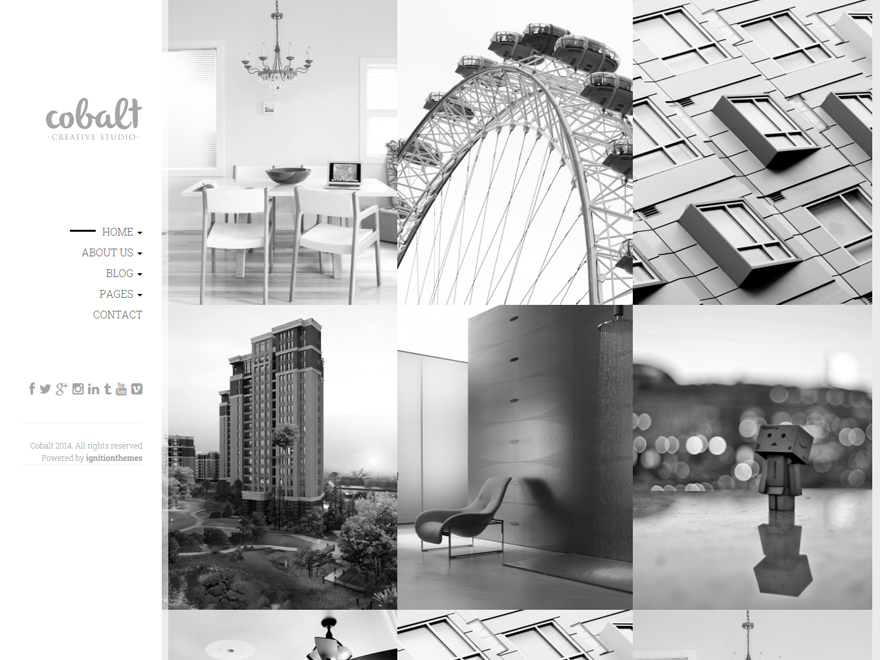 cobalt
·CREATIVE STUDIO·
HOME
ABOUT US
BLOG
PAGES
CONTACT
Cobalt 2014. All rights reserved
Powered by ignitionthemes